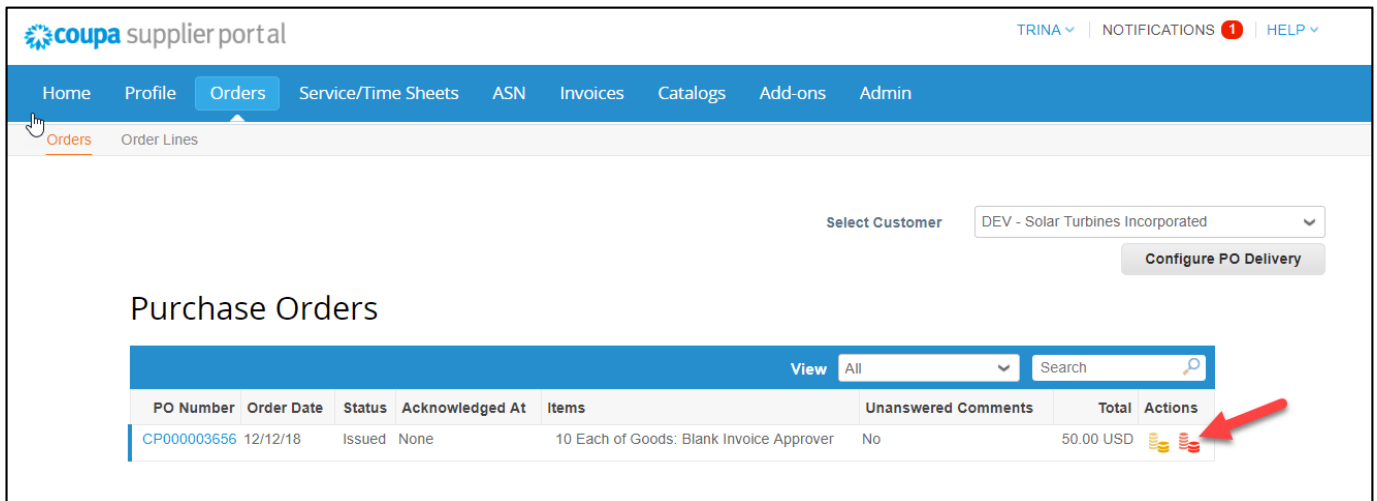 coupa supplier portal
TRINA NOTIFICATIONS 1 HELP
Home Profile Orders Service/Time Sheets ASN Invoices Catalogs Add-ons Admin
Orders Order Lines
Select Customer DEV - Solar Turbines Incorporated
Configure PO Delivery
Purchase Orders
View All Search
PO Number Order Date Status Acknowledged At Items Unanswered Comments Total Actions
CP000003656 12/12/18 Issued None 10 Each of Goods: Blank Invoice Approver No 50.00 USD